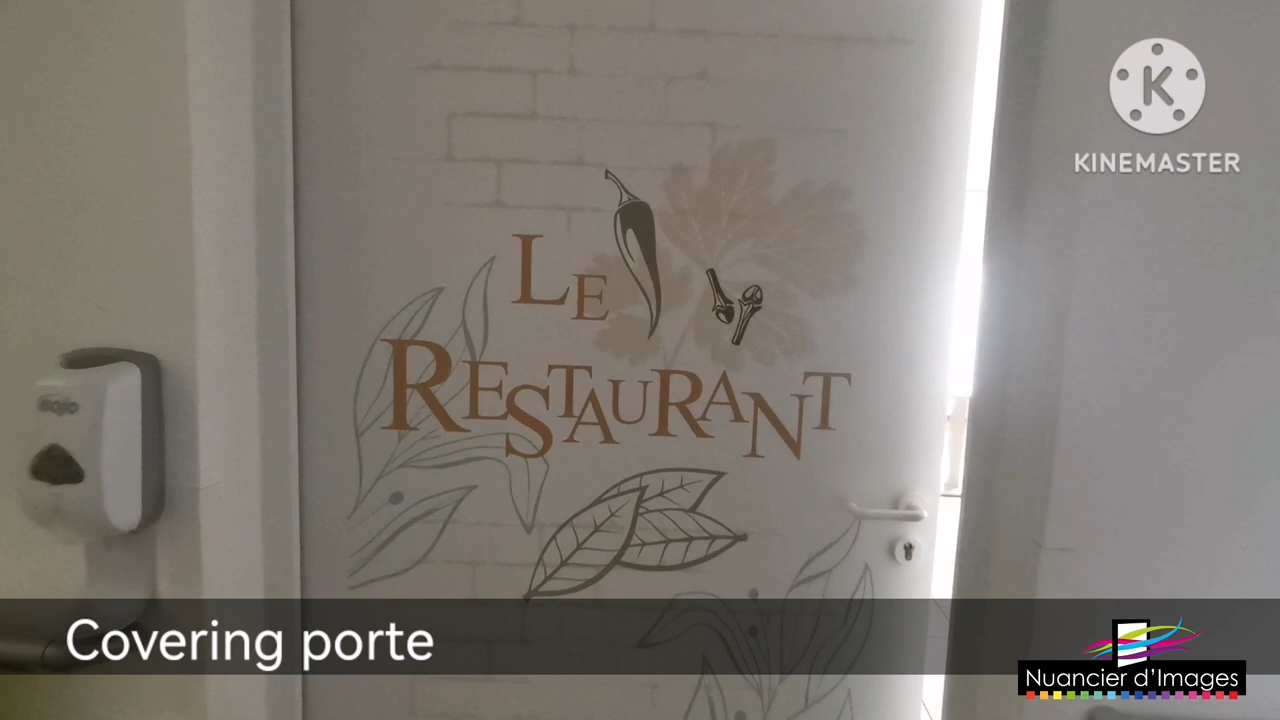 KINEMASTER
LE
RESTAURANT
Covering porte
Nuancier d'Images